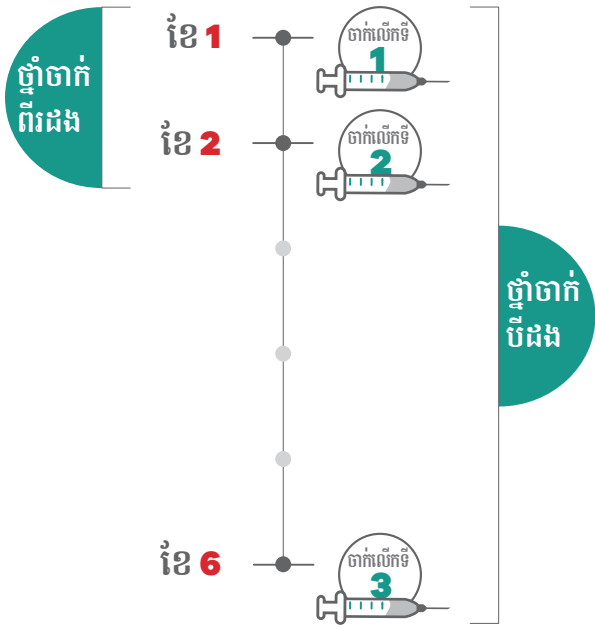 ថ្នាំចាក់
ពីរដង
ខែ 1
ចាក់លើកទី
1
ខែ 2
ចាក់លើកទី
2
ថ្នាំចាក់
បីដង
ខែ 6
ចាក់លើកទី
3